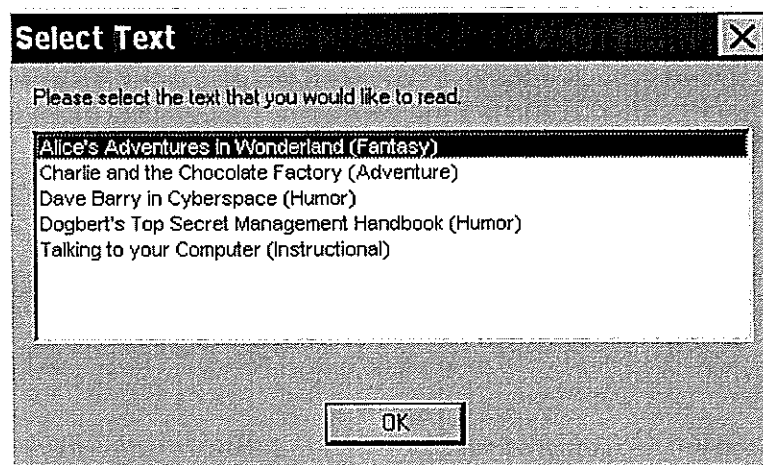 Select Text
Please select the text that you would like to read.
Alice's Adventures in Wonderland (Fantasy)
Charlie and the Chocolate Factory (Adventure)
Dave Barry in Cyberspace (Humor)
Dogbert's Top Secret Management Handbook (Humor)
Talking to your Computer (Instructional)
OK